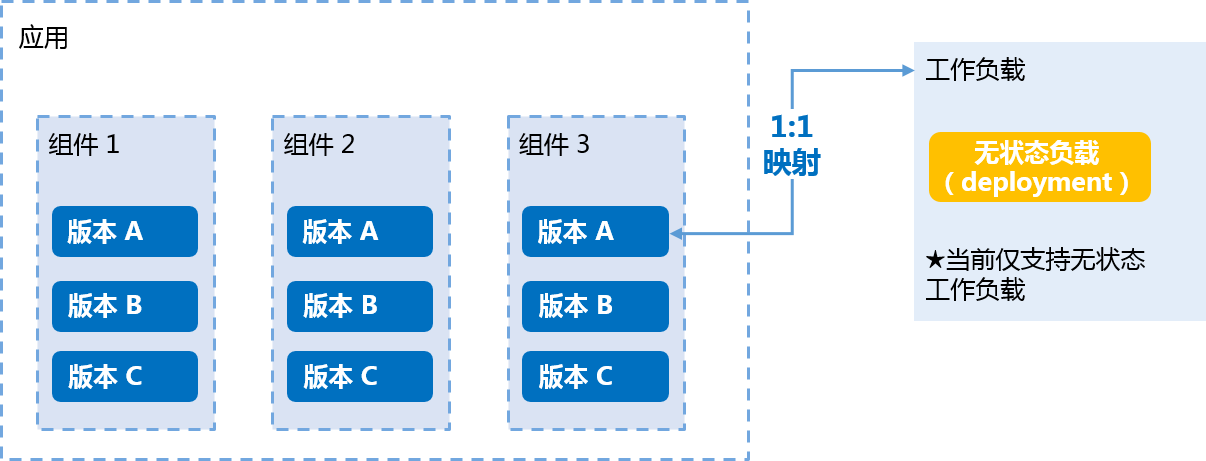 应用
组件 1
版本 A
版本 B
版本 C
组件 2
版本 A
版本 B
版本 C
组件 3
版本 A
版本 B
版本 C
1:1
映射
工作负载
无状态负载
（deployment）
★当前仅支持无状态
工作负载